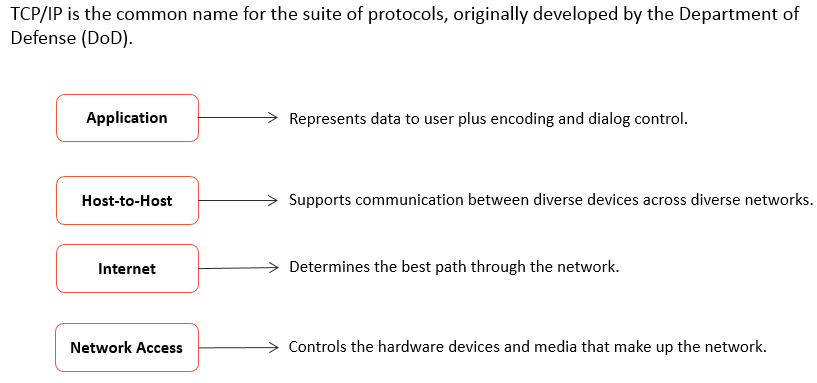 TCP/IP is the common name for the suite of protocols, originally developed by the Department of
Defense (DoD).
Application
Represents data to user plus encoding and dialog control.
Host-to-Host
Supports communication between diverse devices across diverse networks.
Internet
Determines the best path through the network.
Network Access
Controls the hardware devices and media that make up the network.